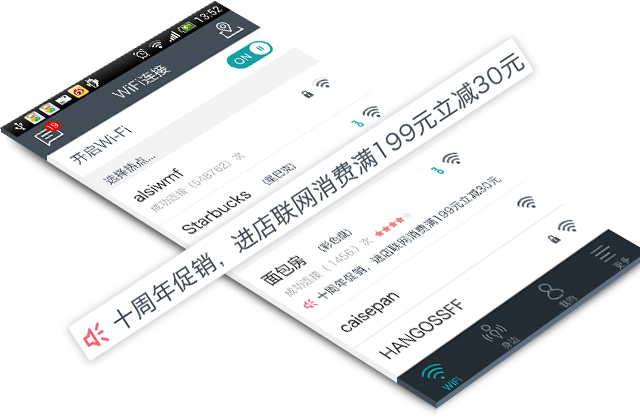 13:52
WiFi连接
19
开启Wi-Fi
ON
选择热点...
alsiwmf
成功连接（548762）次
Starbucks （星巴克）
十周年促销，进店联网消费满199元立减30元
面包房 （彩色盘）
成功连接（1456）次
十周年促销，进店联网消费满199元立减30元
caisepan
HANGOSSFF
WiFi
身边
我的
更多